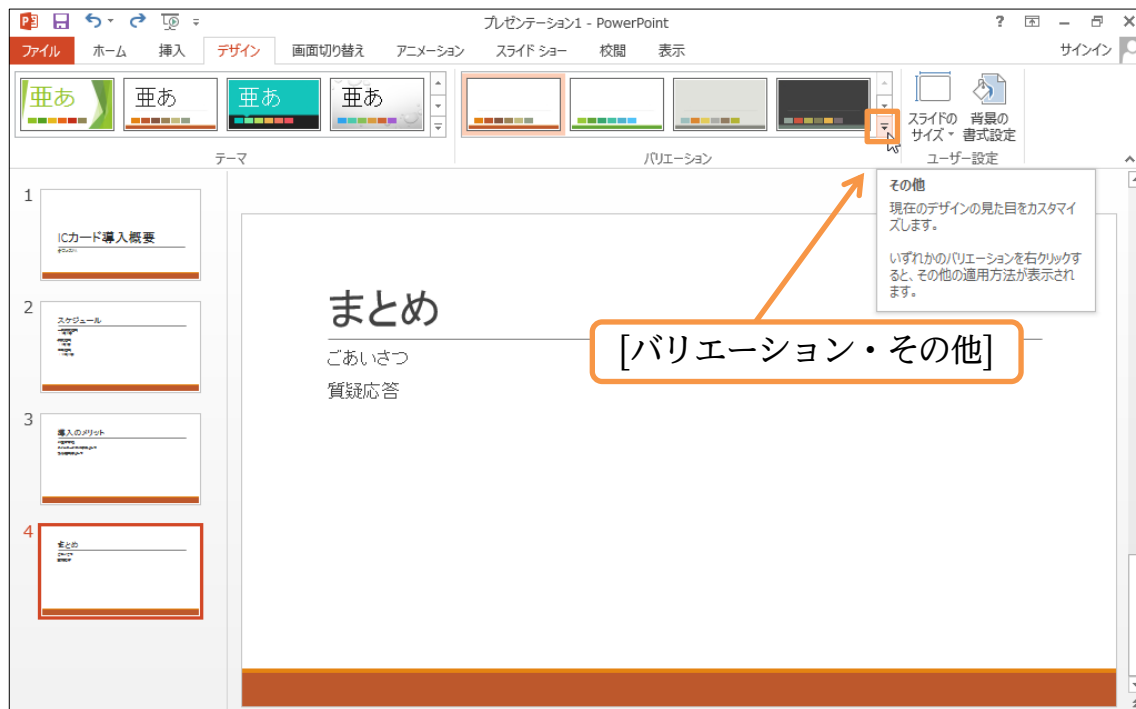 プレゼンテーション1 - PowerPoint
?
ファイル ホーム 挿入 デザイン 画面切り替え アニメーション スライド ショー 校閲 表示 サインイン
亜あ 亜あ 亜あ 亜あ
スライドの
サイズ
背景の
書式設定
テーマ バリエーション ユーザー設定
その他
現在のデザインの見た目をカスタマイ
ズします。
いずれかのバリエーションを右クリックす
ると、その他の適用方法が表示され
ます。
[バリエーション・その他]
1
ICカード導入概要
2
スケジュール
3
導入のメリット
4
まとめ
まとめ
ごあいさつ
質疑応答